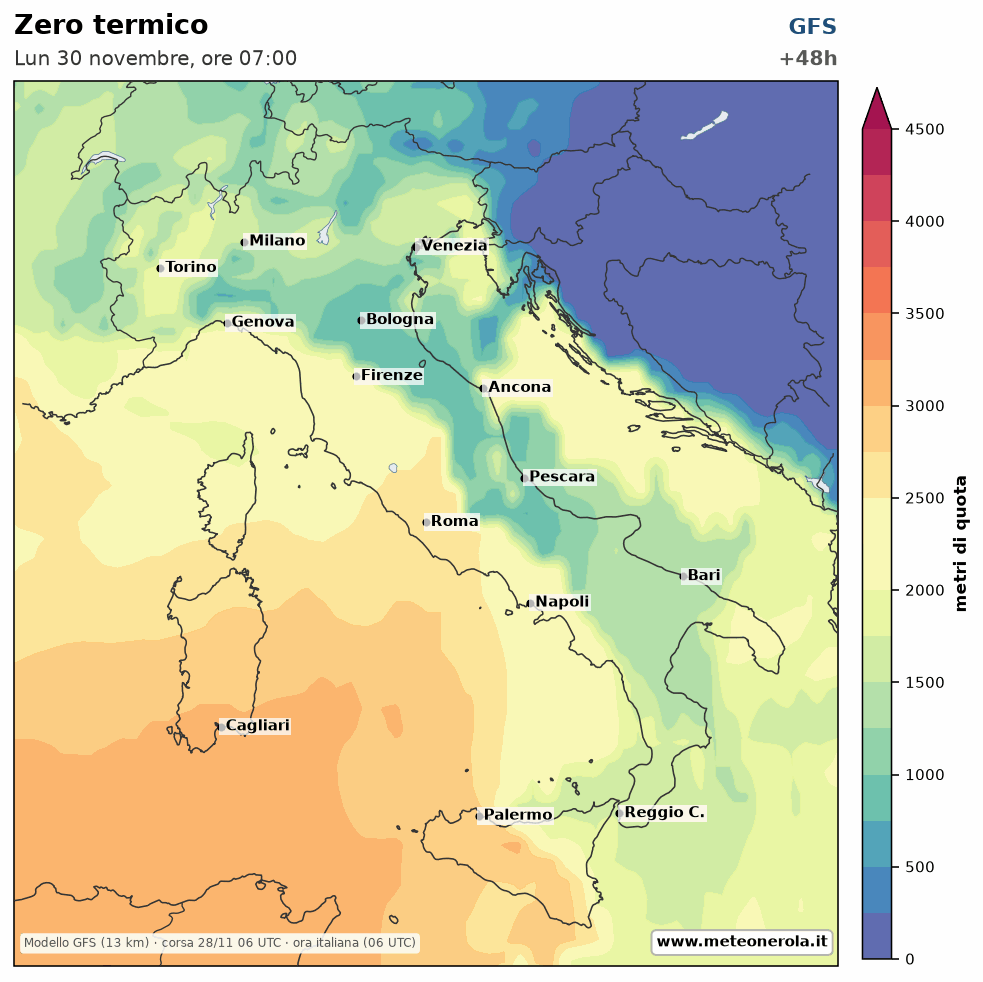 Zero termico
GFS
Lun 30 novembre, ore 07:00
+48h
4500
4000
3500
3000
2500
2000
1500
1000
500
0
metri di quota
Milano
Venezia
Torino
Genova
Bologna
Firenze
Ancona
Pescara
Roma
Bari
Napoli
Cagliari
Palermo
Reggio C.
Modello GFS (13 km) · corsa 28/11 06 UTC · ora italiana (06 UTC)
www.meteonerola.it